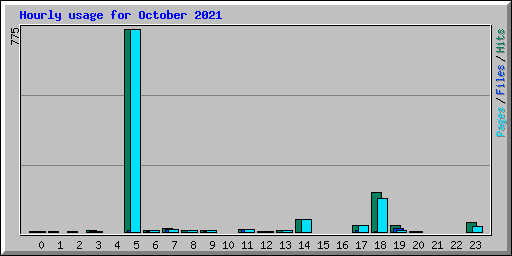 Hourly usage for October 2021
775
Pages/Files/Hits
0 1 2 3 4 5 6 7 8 9 10 11 12 13 14 15 16 17 18 19 20 21 22 23